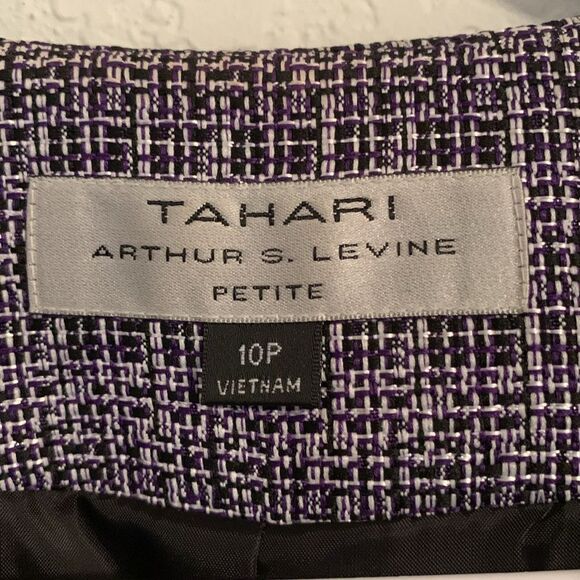 TAHARI
ARTHUR S. LEVINE
PETITE
10P
VIETNAM